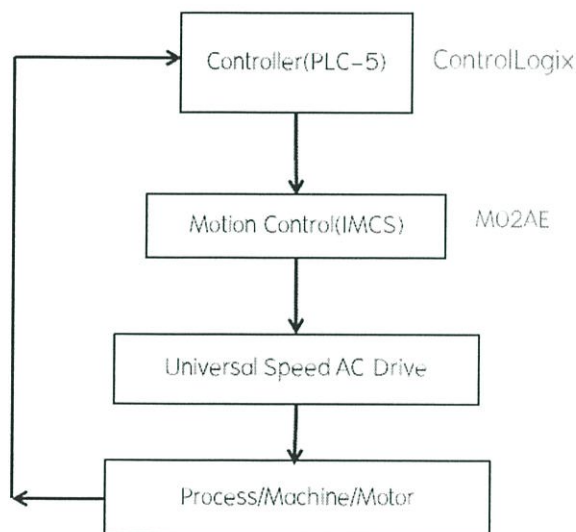 Controller(PLC-5)
ControlLogix
Motion Control(IMCS)
M02AE
Universal Speed AC Drive
Process/Machine/Motor